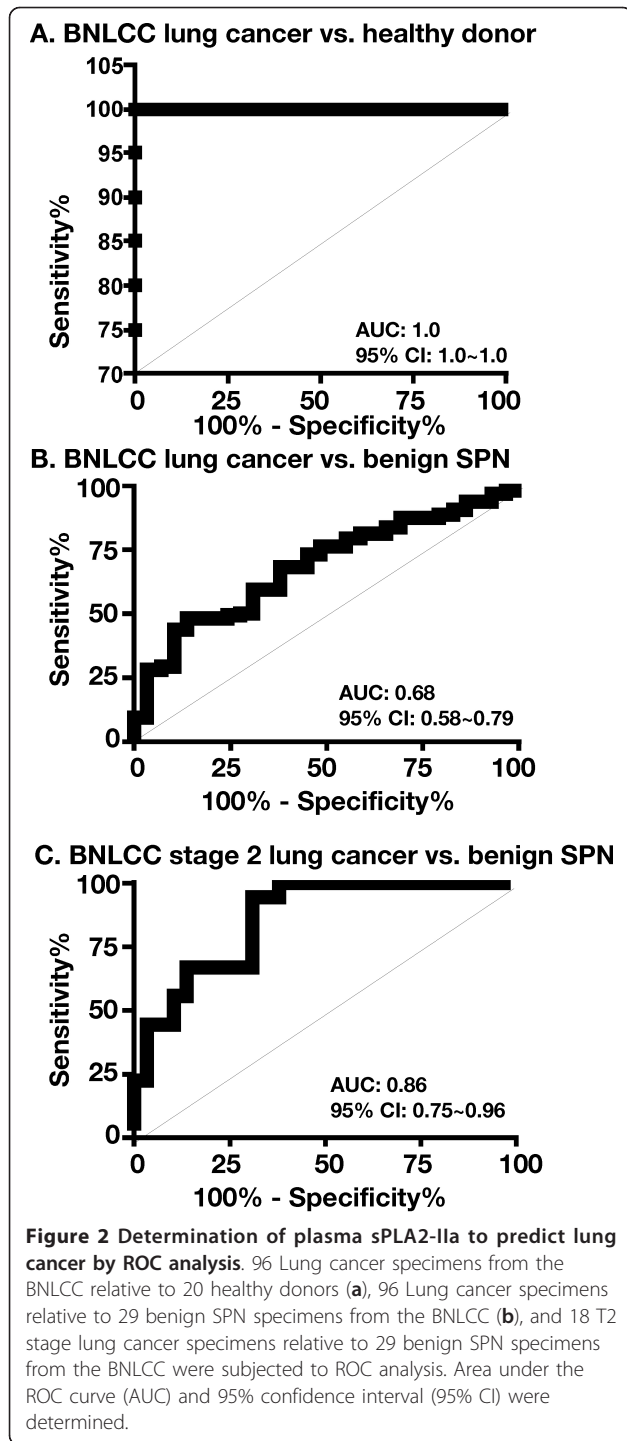 A. BNLCC lung cancer vs. healthy donor
105
100
95
90
85
80
75
70
Sensitivity%
AUC: 1.0
95% CI: 1.0~1.0
0 25 50 75 100
100% - Specificity%
B. BNLCC lung cancer vs. benign SPN
100
75
50
25
0
Sensitivity%
AUC: 0.68
95% CI: 0.58~0.79
0 25 50 75 100
100% - Specificity%
C. BNLCC stage 2 lung cancer vs. benign SPN
100
75
50
25
0
Sensitivity%
AUC: 0.86
95% CI: 0.75~0.96
0 25 50 75 100
100% - Specificity%
Figure 2 Determination of plasma sPLA2-IIa to predict lung
cancer by ROC analysis. 96 Lung cancer specimens from the
BNLCC relative to 20 healthy donors (a), 96 Lung cancer specimens
relative to 29 benign SPN specimens from the BNLCC (b), and 18 T2
stage lung cancer specimens relative to 29 benign SPN specimens
from the BNLCC were subjected to ROC analysis. Area under the
ROC curve (AUC) and 95% confidence interval (95% CI) were
determined.